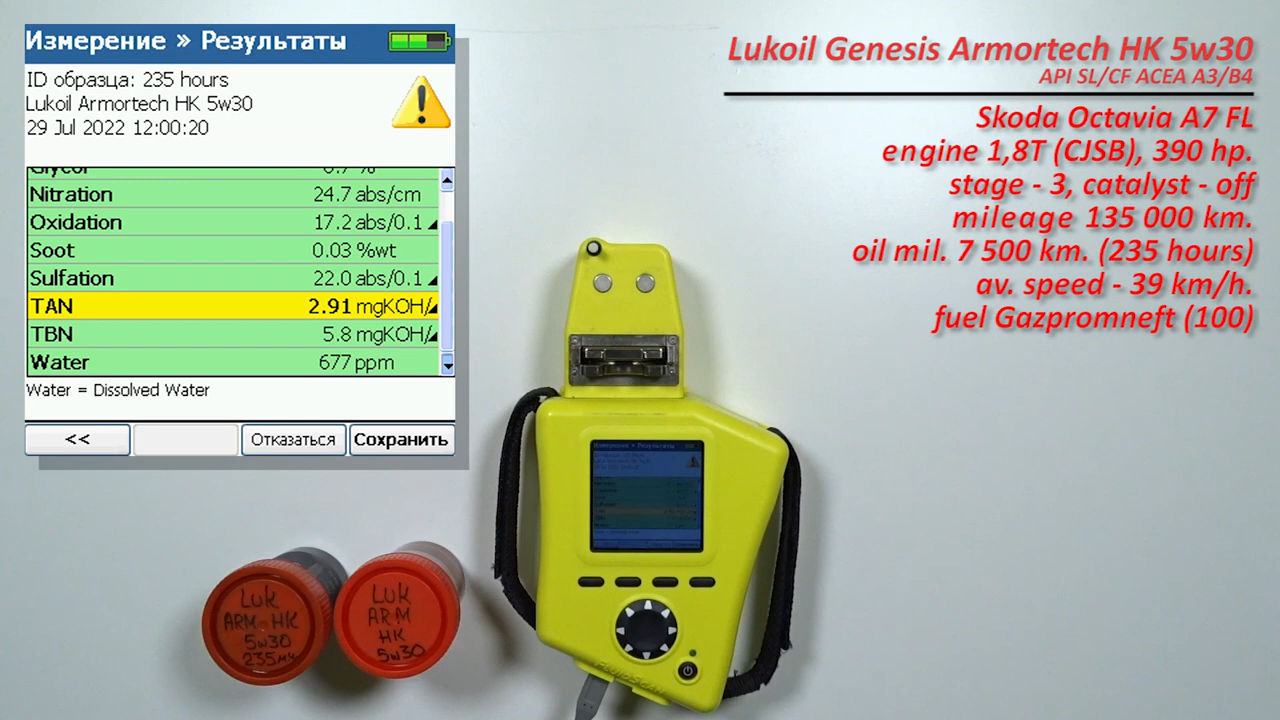 Измерение » Результаты
ID образца: 235 hours
Lukoil Armortech HK 5w30
29 Jul 2022 12:00:20
Nitration 24.7 abs/cm
Oxidation 17.2 abs/0.1
Soot 0.03 %wt
Sulfation 22.0 abs/0.1
TAN 2.91 mgKOH/
TBN 5.8 mgKOH/
Water 677 ppm
Water = Dissolved Water
<< Отказаться Сохранить
Lukoil Genesis Armortech HK 5w30
API SL/CF ACEA A3/B4
Skoda Octavia A7 FL
engine 1,8T (CJSB), 390 hp.
stage - 3, catalyst - off
mileage 135 000 km.
oil mil. 7 500 km. (235 hours)
av. speed - 39 km/h.
fuel Gazpromneft (100)
Измерение » Результаты
FLUIDSCAN
LUK
ARM HK
5w30
235мч
LUK
ARM
HK
5w30